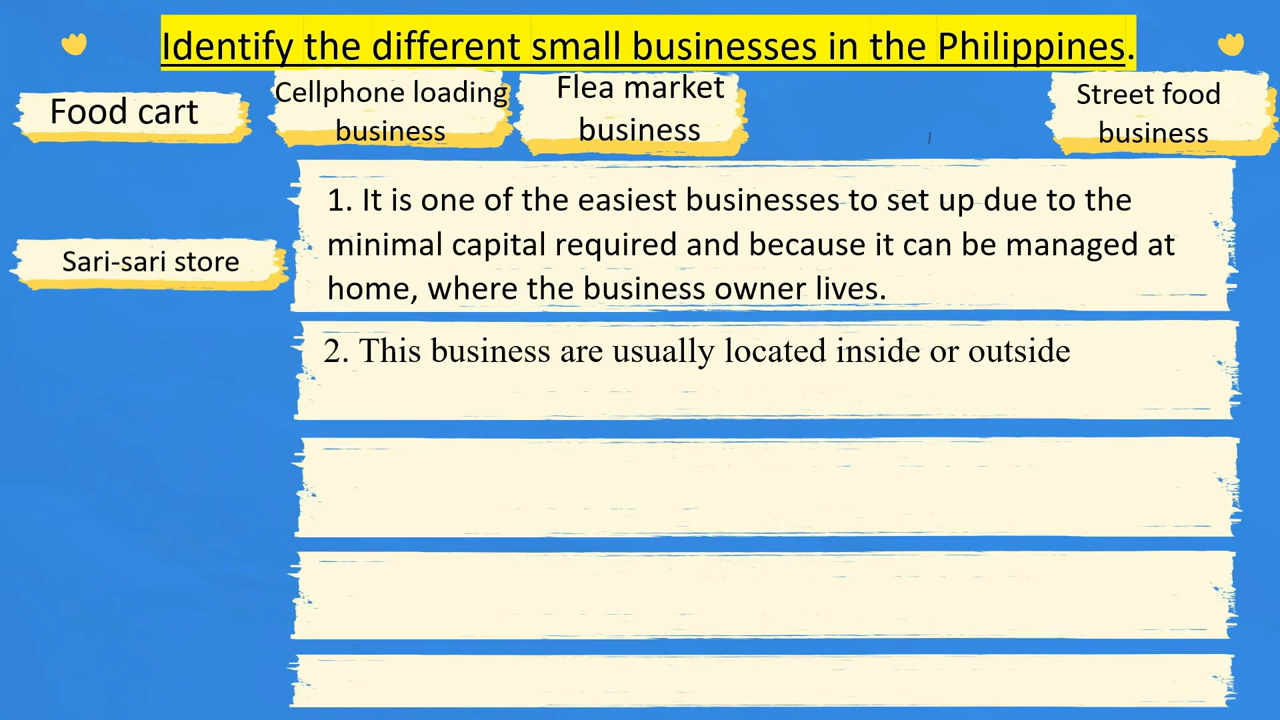 Identify the different small businesses in the Philippines.
Food cart
Cellphone loading
business
Flea market
business
Street food
business
Sari-sari store
1. It is one of the easiest businesses to set up due to the
minimal capital required and because it can be managed at
home, where the business owner lives.
2. This business are usually located inside or outside